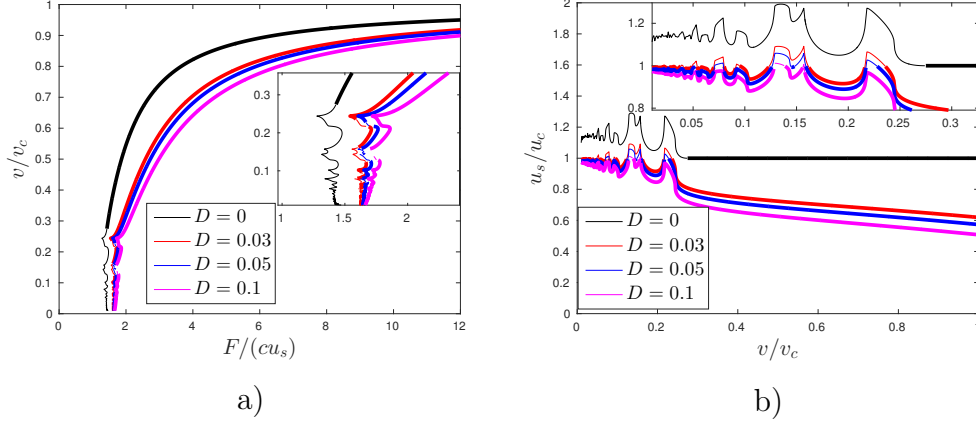 1
0.9
0.8
0.7
0.6
0.5
0.4
0.3
0.2
0.1
0
v/v_c
0.3
0.2
0.1
1
1.5
2
D = 0
D = 0.03
D = 0.05
D = 0.1
0 2 4 6 8 10 12
F/(cu_s)
a)
2
1.8
1.6
1.4
1.2
1
0.8
0.6
0.4
0.2
0
u_s/u_c
1.2
1
0.8
0.05 0.1 0.15 0.2 0.25 0.3
D = 0
D = 0.03
D = 0.05
D = 0.1
0 0.2 0.4 0.6 0.8
v/v_c
b)